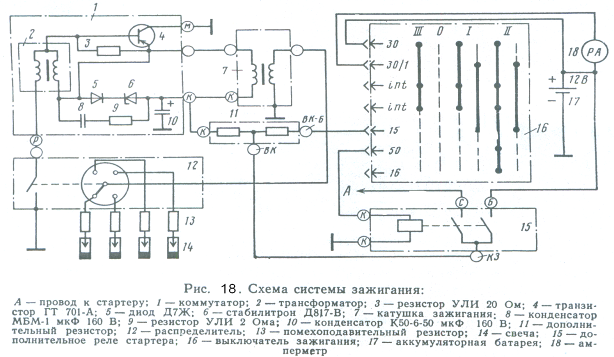 1
2
3
4
М
К
5
6
7
8
9
10
11
Р
К
К
ВК-Б
ВК
12
13
14
III
0
I
II
30
30/1
int
int
15
50
16
16
18
РА
+
12В
17
А
С
Б
К
К
15
КЗ
Рис. 18. Схема системы зажигания:
А — провод к стартеру; 1 — коммутатор; 2 — трансформатор; 3 — резистор УЛИ 20 Ом; 4 — транзи-
стор ГТ 701-А; 5 — диод Д7Ж; 6 — стабилитрон Д817-В; 7 — катушка зажигания; 8 — конденсатор
МБМ-1 мкФ 160 В; 9 — резистор УЛИ 2 Ома; 10 — конденсатор К50-6-50 мкФ 160 В; 11 — дополни-
тельный резистор; 12 — распределитель; 13 — помехоподавительный резистор; 14 — свеча; 15 — до-
полнительное реле стартера; 16 — выключатель зажигания; 17 — аккумуляторная батарея; 18 — ам-
перметр